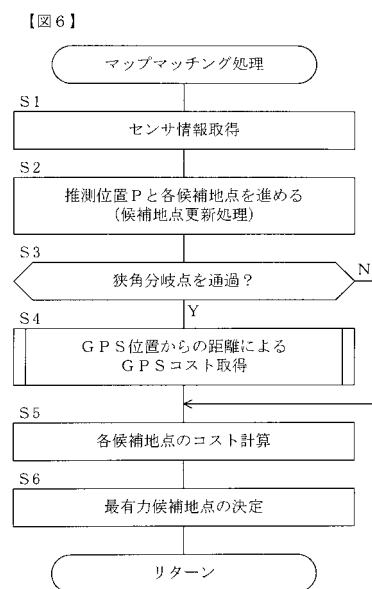 【図６】
マップマッチング処理
Ｓ１
センサ情報取得
Ｓ２
推測位置Ｐと各候補地点を進める
(候補地点更新処理)
Ｓ３
狭角分岐点を通過？
Ｎ
Ｙ
Ｓ４
ＧＰＳ位置からの距離による
ＧＰＳコスト取得
Ｓ５
各候補地点のコスト計算
Ｓ６
最有力候補地点の決定
リターン